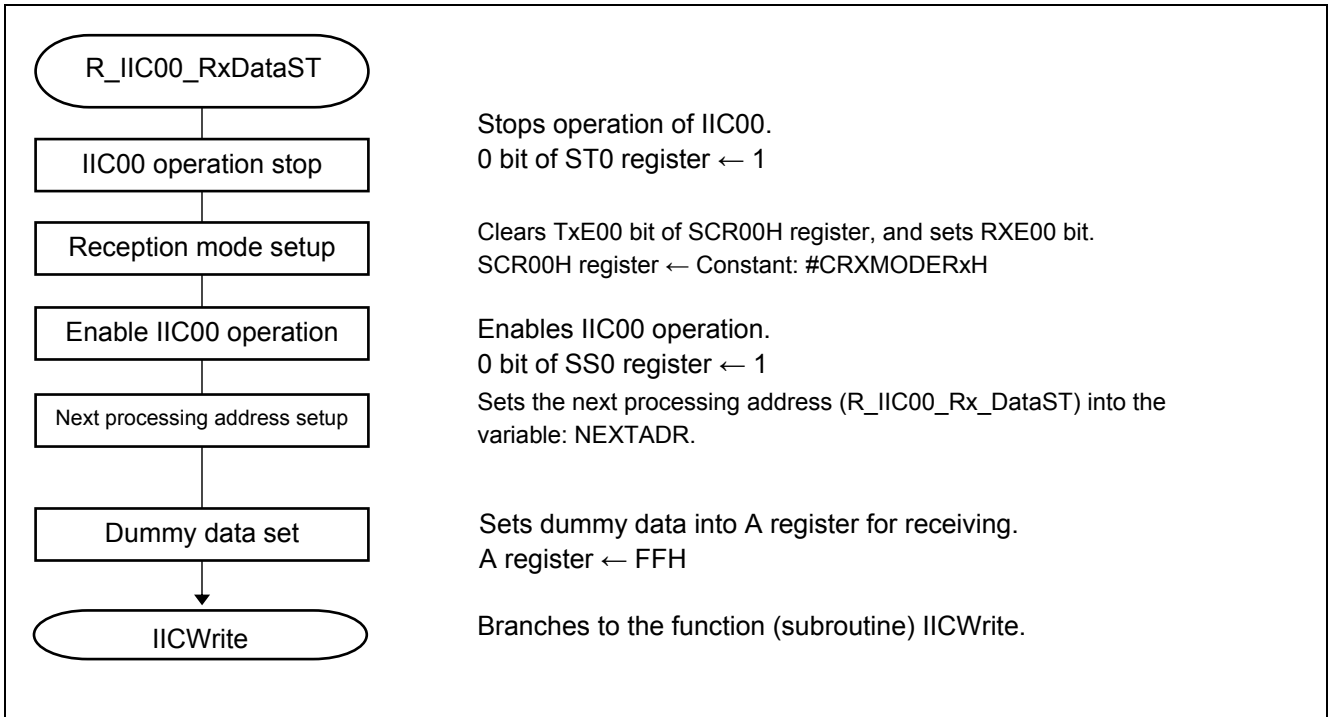 R_IIC00_RxDataST
Stops operation of IIC00.
IIC00 operation stop
0 bit of ST0 register ← 1
Clears TxE00 bit of SCR00H register, and sets RXE00 bit.
Reception mode setup
SCR00H register ← Constant: #CRXMODERxH
Enable IIC00 operation
Enables IIC00 operation.
0 bit of SS0 register ← 1
Next processing address setup
Sets the next processing address (R_IIC00_Rx_DataST) into the
variable: NEXTADR.
Dummy data set
Sets dummy data into A register for receiving.
A register ← FFH
IICWrite
Branches to the function (subroutine) IICWrite.